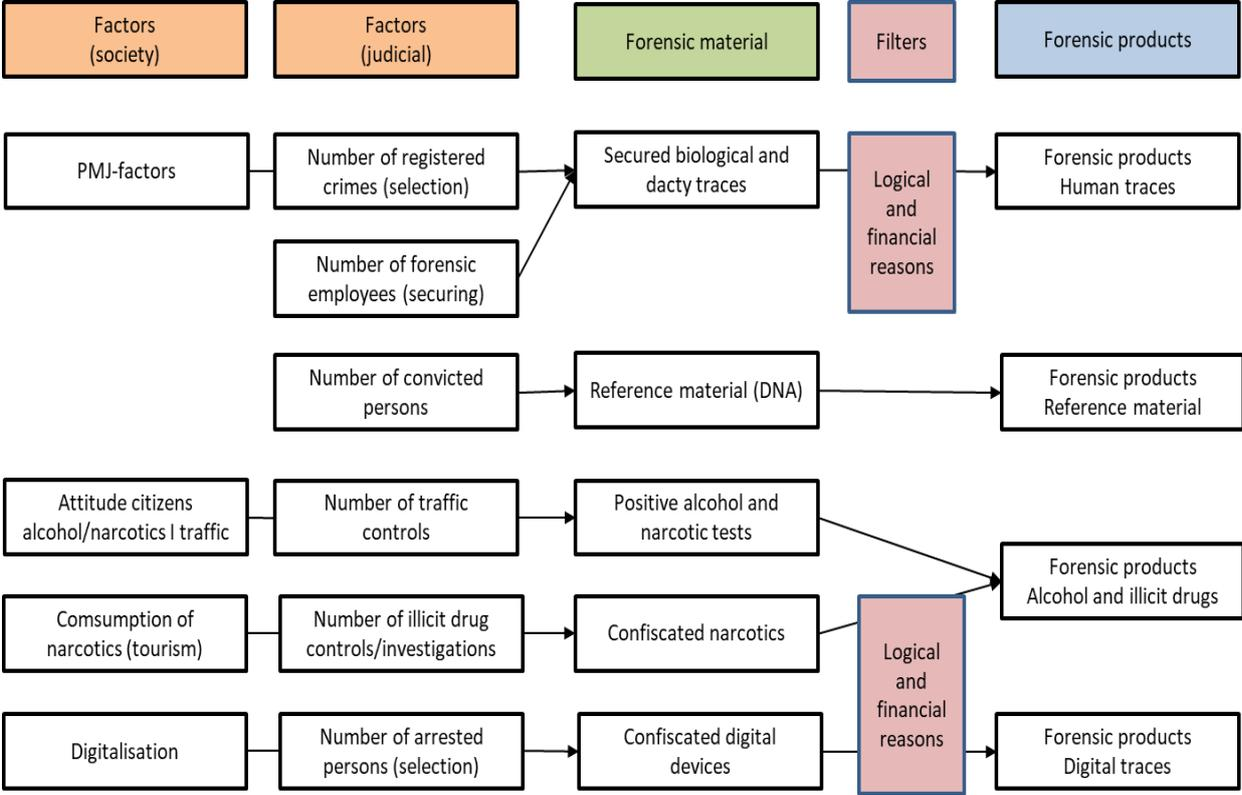 Factors
(society)
Factors
(judicial)
Forensic material
Filters
Forensic products
PMJ-factors
Number of registered
crimes (selection)
Secured biological and
dacty traces
Logical
and
financial
reasons
Forensic products
Human traces
Number of forensic
employees (securing)
Number of convicted
persons
Reference material (DNA)
Forensic products
Reference material
Attitude citizens
alcohol/narcotics I traffic
Number of traffic
controls
Positive alcohol and
narcotic tests
Forensic products
Alcohol and illicit drugs
Comsumption of
narcotics (tourism)
Number of illicit drug
controls/investigations
Confiscated narcotics
Logical
and
financial
reasons
Digitalisation
Number of arrested
persons (selection)
Confiscated digital
devices
Forensic products
Digital traces